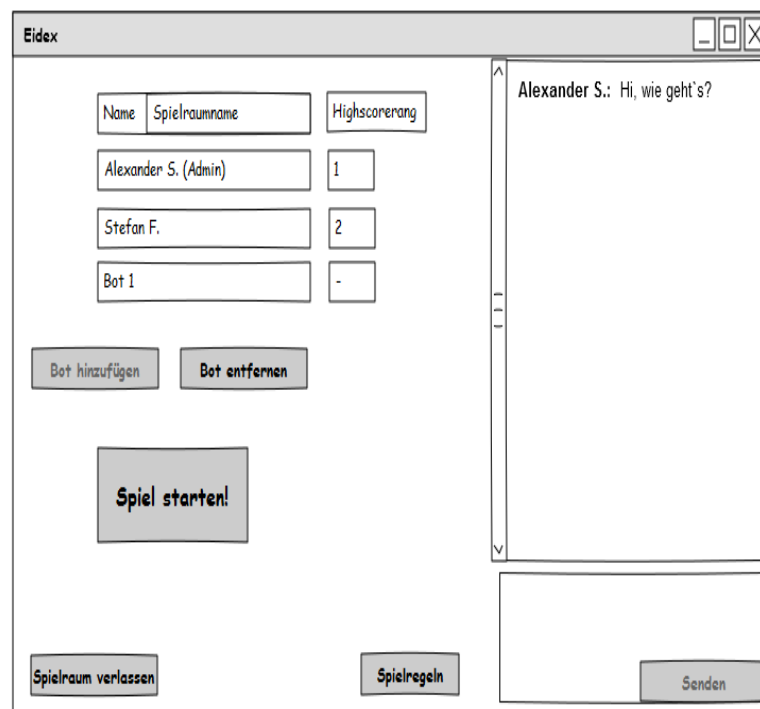 Eidex
Name Spielraumname Highscorerang
Alexander S. (Admin) 1
Stefan F. 2
Bot 1 -
Bot hinzufügen Bot entfernen
Spiel starten!
Spielraum verlassen Spielregeln
Alexander S.: Hi, wie geht`s?
Senden